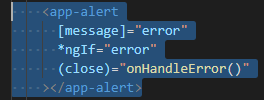 <app-alert
[message]="error"
*ngIf="error"
(close)="onHandleError()"
></app-alert>